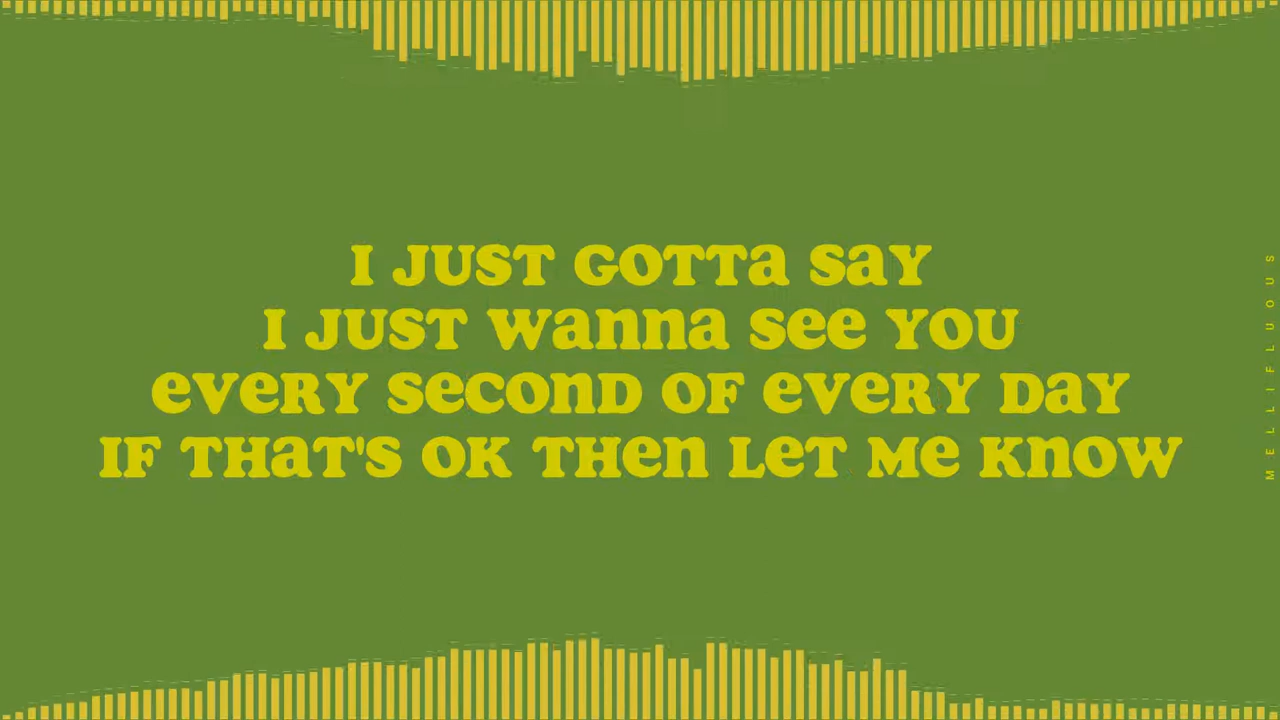 I JUST GOTTa SaY
I JUST wanna see YOU
eveRY seconD OF eveRY DaY
IF THaT'S OK THen LeT Me Know
MELLIFLUOUS